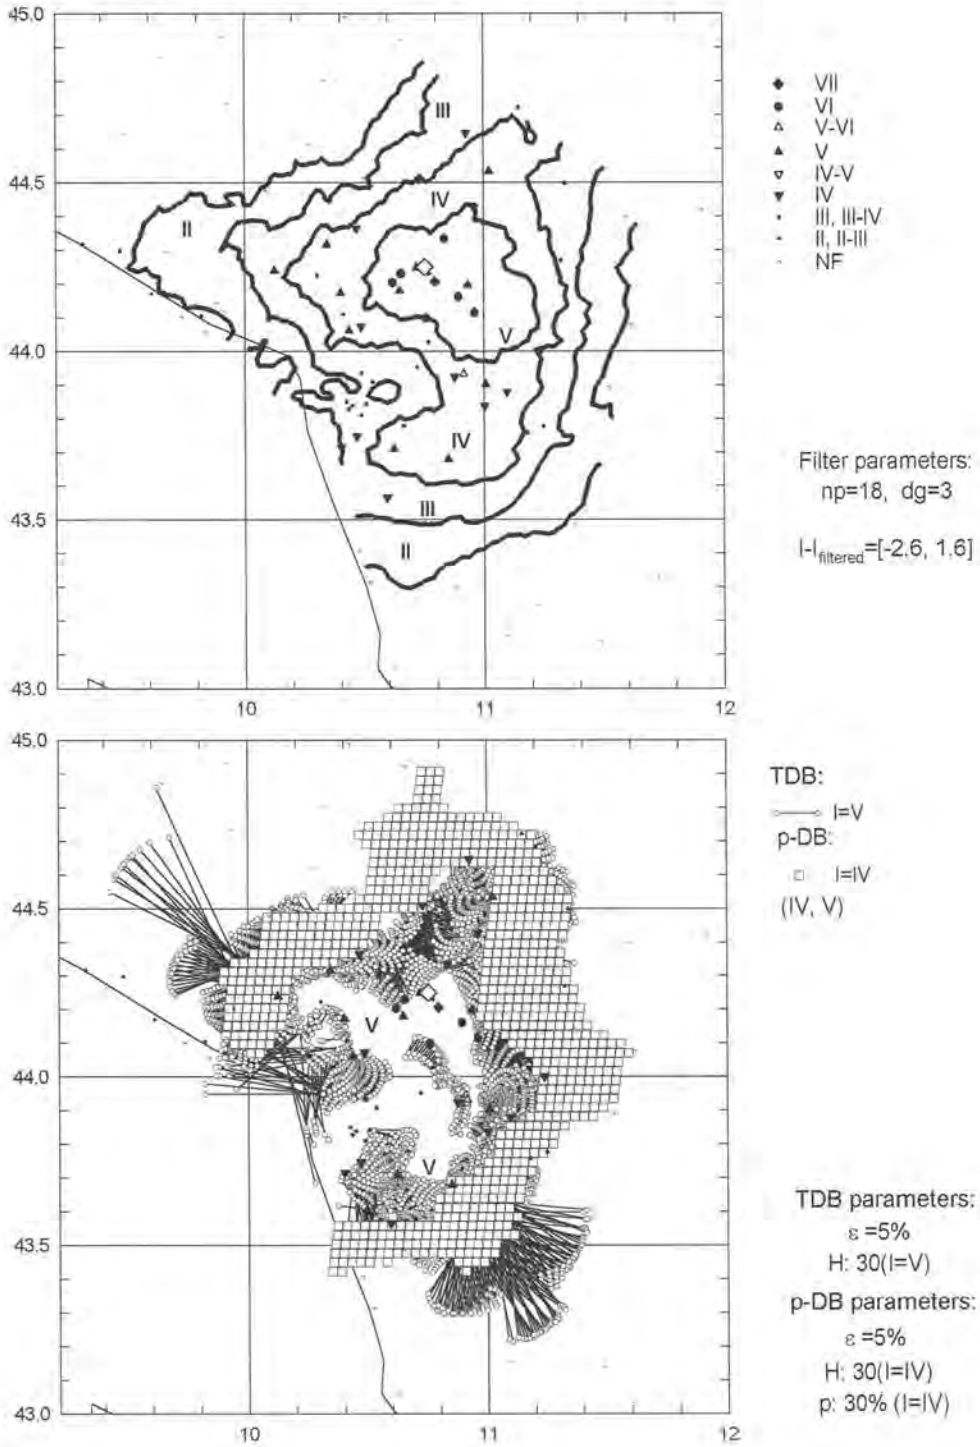 45.0
44.5
44.0
43.5
43.0
10
11
12
III
II
IV
V
IV
III
II
VII
VI
V-VI
V
IV-V
IV
III, III-IV
II, II-III
NF
Filter parameters:
np=18, dg=3
I-Ifiltered=[-2.6, 1.6]
45.0
44.5
44.0
43.5
43.0
10
11
12
V
V
TDB:
I=V
p-DB:
I=IV
(IV, V)
TDB parameters:
ε =5%
H: 30(I=V)
p-DB parameters:
ε =5%
H: 30(I=IV)
p: 30% (I=IV)